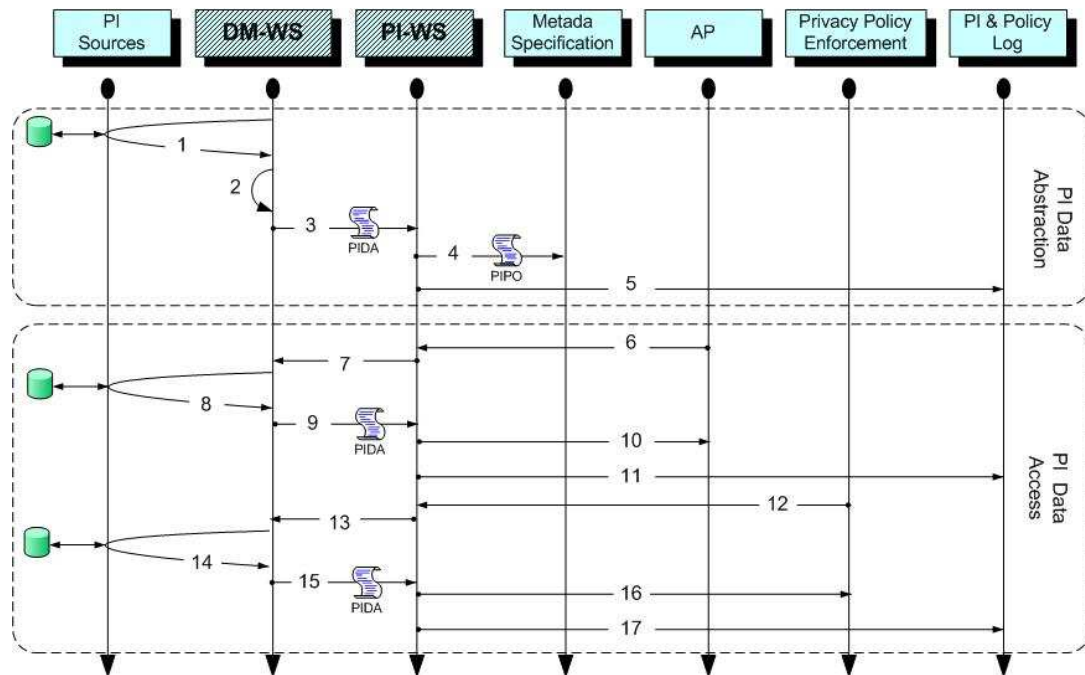 PI
Sources
DM-WS
PI-WS
Metada
Specification
AP
Privacy Policy
Enforcement
PI & Policy
Log
1
2
3
PIDA
4
PIPO
5
PI Data
Abstraction
6
7
8
9
PIDA
10
11
12
13
14
15
PIDA
16
17
PI Data
Access